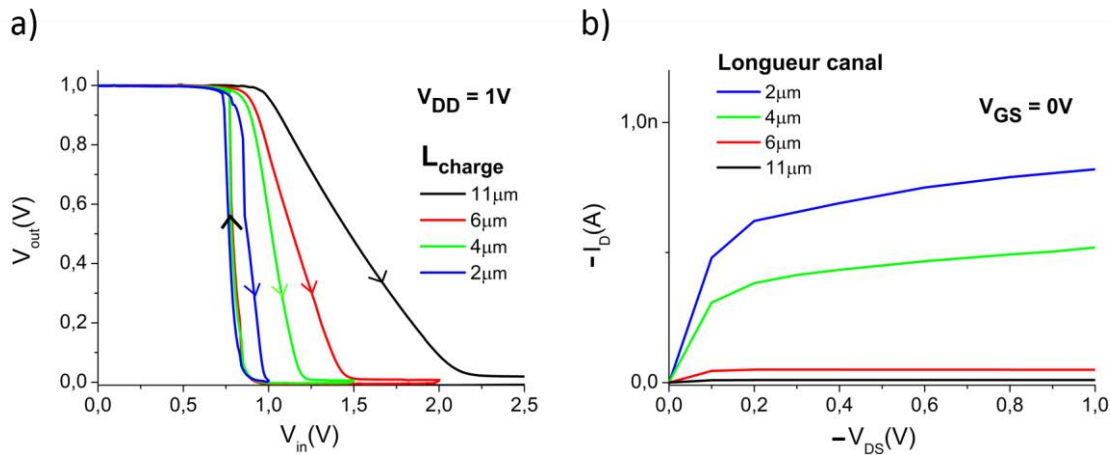 a)
V_DD = 1V
L_charge
11μm
6μm
4μm
2μm
V_out(V)
1,0
0,8
0,6
0,4
0,2
0,0
0,0 0,5 1,0 1,5 2,0 2,5
V_in(V)
b)
Longueur canal
2μm
4μm
6μm
11μm
V_GS = 0V
−I_D(A)
1,0n
0,0
0,0 0,2 0,4 0,6 0,8 1,0
−V_DS(V)